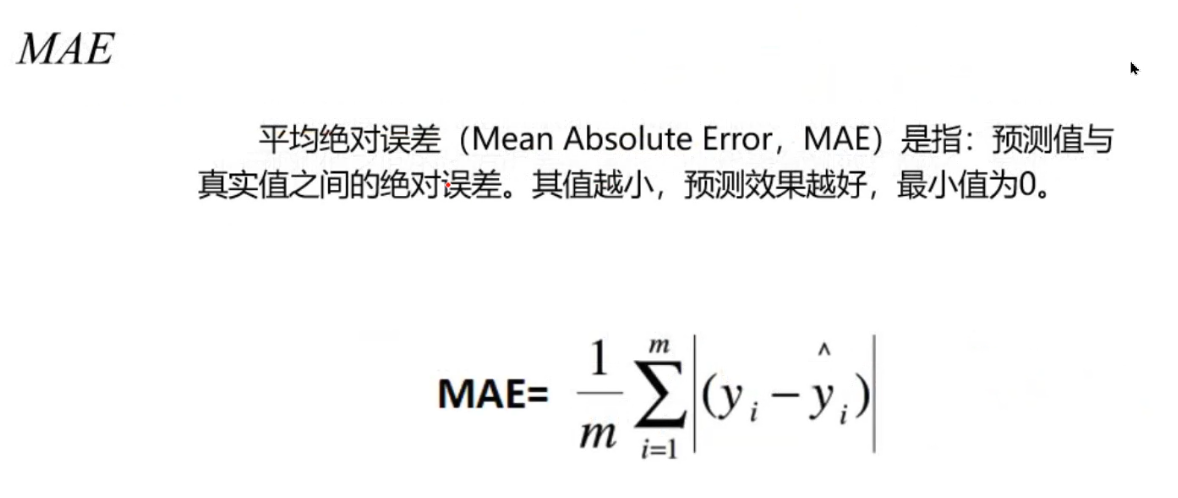 MAE
平均绝对误差（Mean Absolute Error，MAE）是指：预测值与
真实值之间的绝对误差。其值越小，预测效果越好，最小值为0。
MAE= \frac{1}{m} \sum_{i=1}^{m} \left| (y_i - \hat{y}_i) \right|